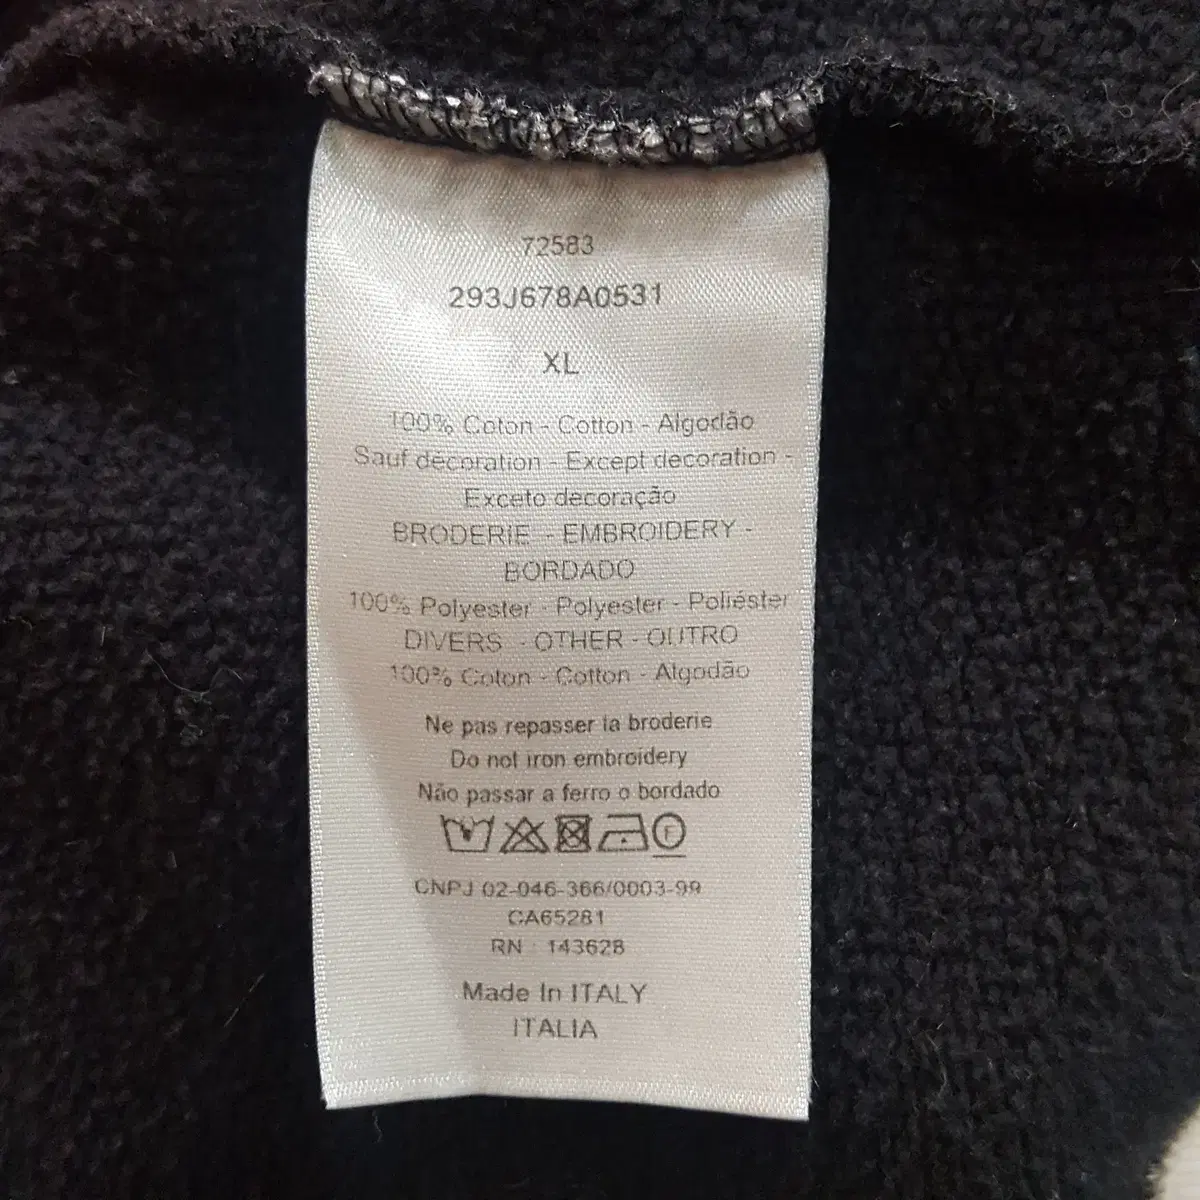 72583
293J678A0531
XL
100% Coton - Cotton - Algodão
Sauf décoration - Except decoration -
Exceto decoração
BRODERIE - EMBROIDERY -
BORDADO
100% Polyester - Polyester - Poliéster
DIVERS - OTHER - OUTRO
100% Coton - Cotton - Algodão
Ne pas repasser la broderie
Do not iron embroidery
Não passar a ferro o bordado
F
CNPJ 02-046-366/0003-99
CA65281
RN : 143628
Made In ITALY
ITALIA